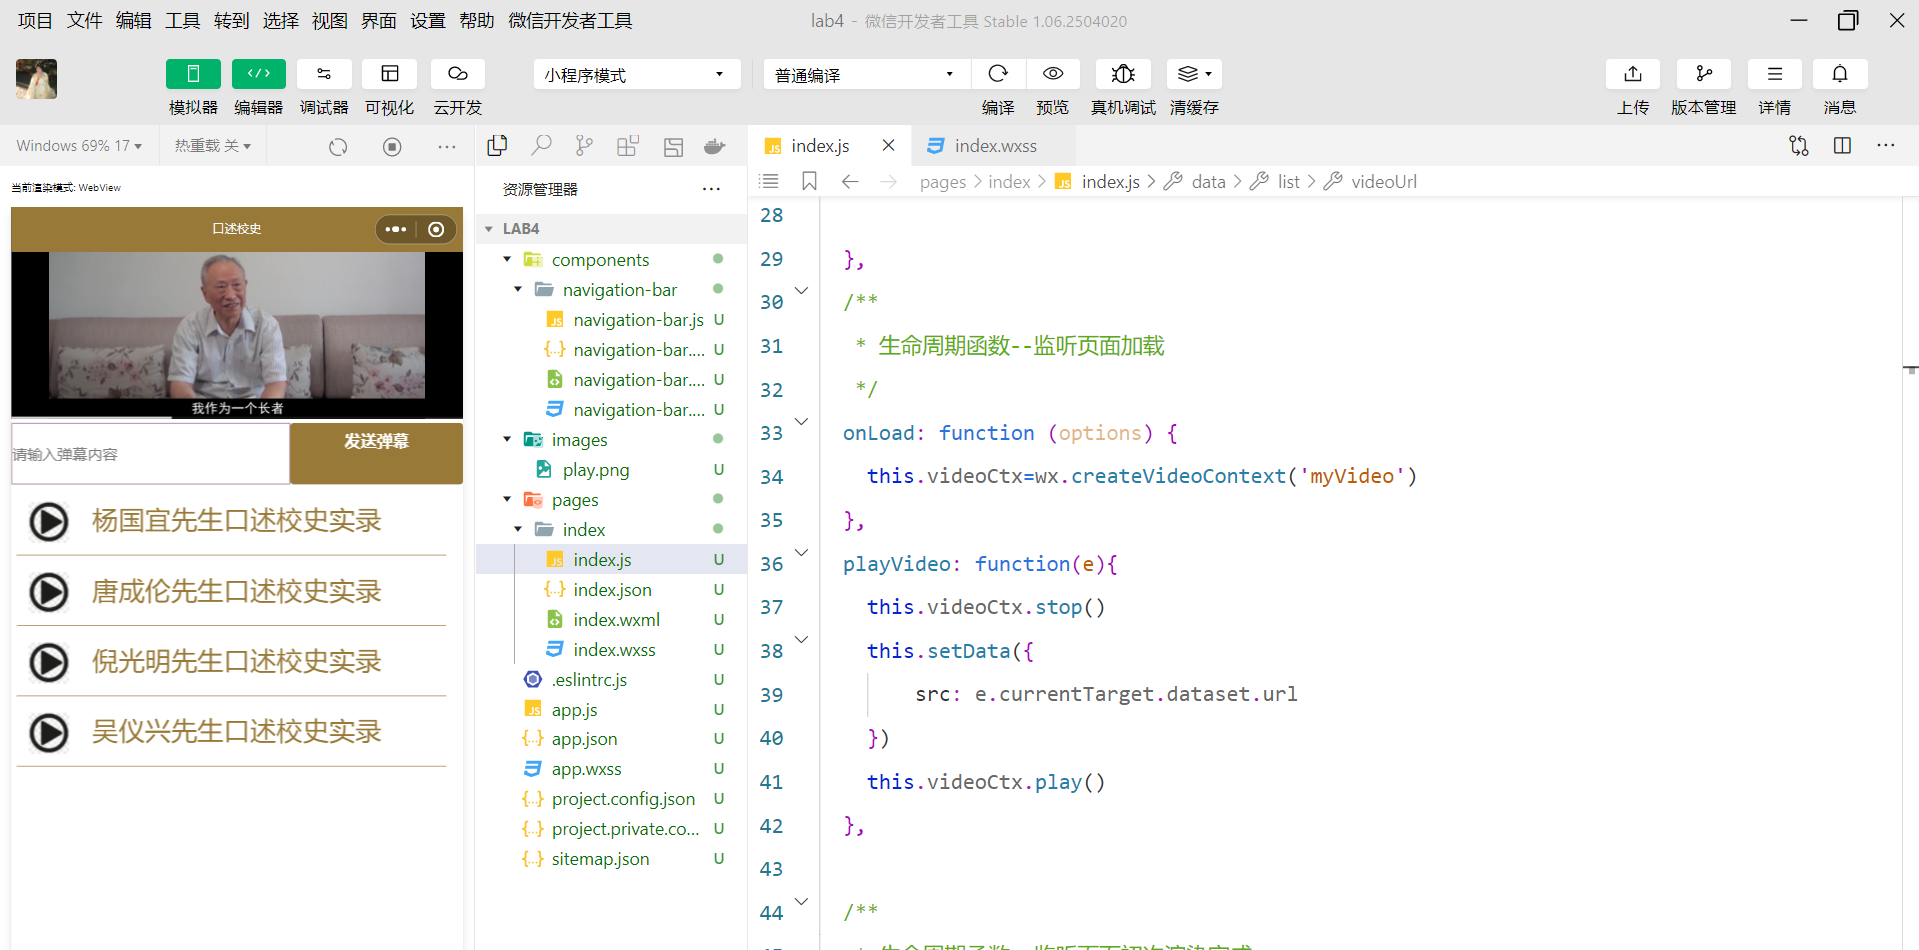 项目 文件 编辑 工具 转到 选择 视图 界面 设置 帮助 微信开发者工具
lab4 - 微信开发者工具 Stable 1.06.2504020
小程序模式
普通编译
模拟器 编辑器 调试器 可视化 云开发
编译 预览 真机调试 清缓存
上传 版本管理 详情 消息
Windows 69% 17
热重载 关
当前渲染模式: WebView
口述校史
我作为一个长者
请输入弹幕内容
发送弹幕
杨国宜先生口述校史实录
唐成伦先生口述校史实录
倪光明先生口述校史实录
吴仪兴先生口述校史实录
资源管理器
LAB4
components
navigation-bar
navigation-bar.js U
navigation-bar.... U
navigation-bar.... U
navigation-bar.... U
images
play.png U
pages
index
index.js U
index.json U
index.wxml U
index.wxss U
.eslintrc.js U
app.js U
app.json U
app.wxss U
project.config.json U
project.private.co... U
sitemap.json U
index.js
index.wxss
pages > index > index.js > data > list > videoUrl
28
29 },
30 /**
31 * 生命周期函数--监听页面加载
32 */
33 onLoad: function (options) {
34 this.videoCtx=wx.createVideoContext('myVideo')
35 },
36 playVideo: function(e){
37 this.videoCtx.stop()
38 this.setData({
39 src: e.currentTarget.dataset.url
40 })
41 this.videoCtx.play()
42 },
43
44 /**